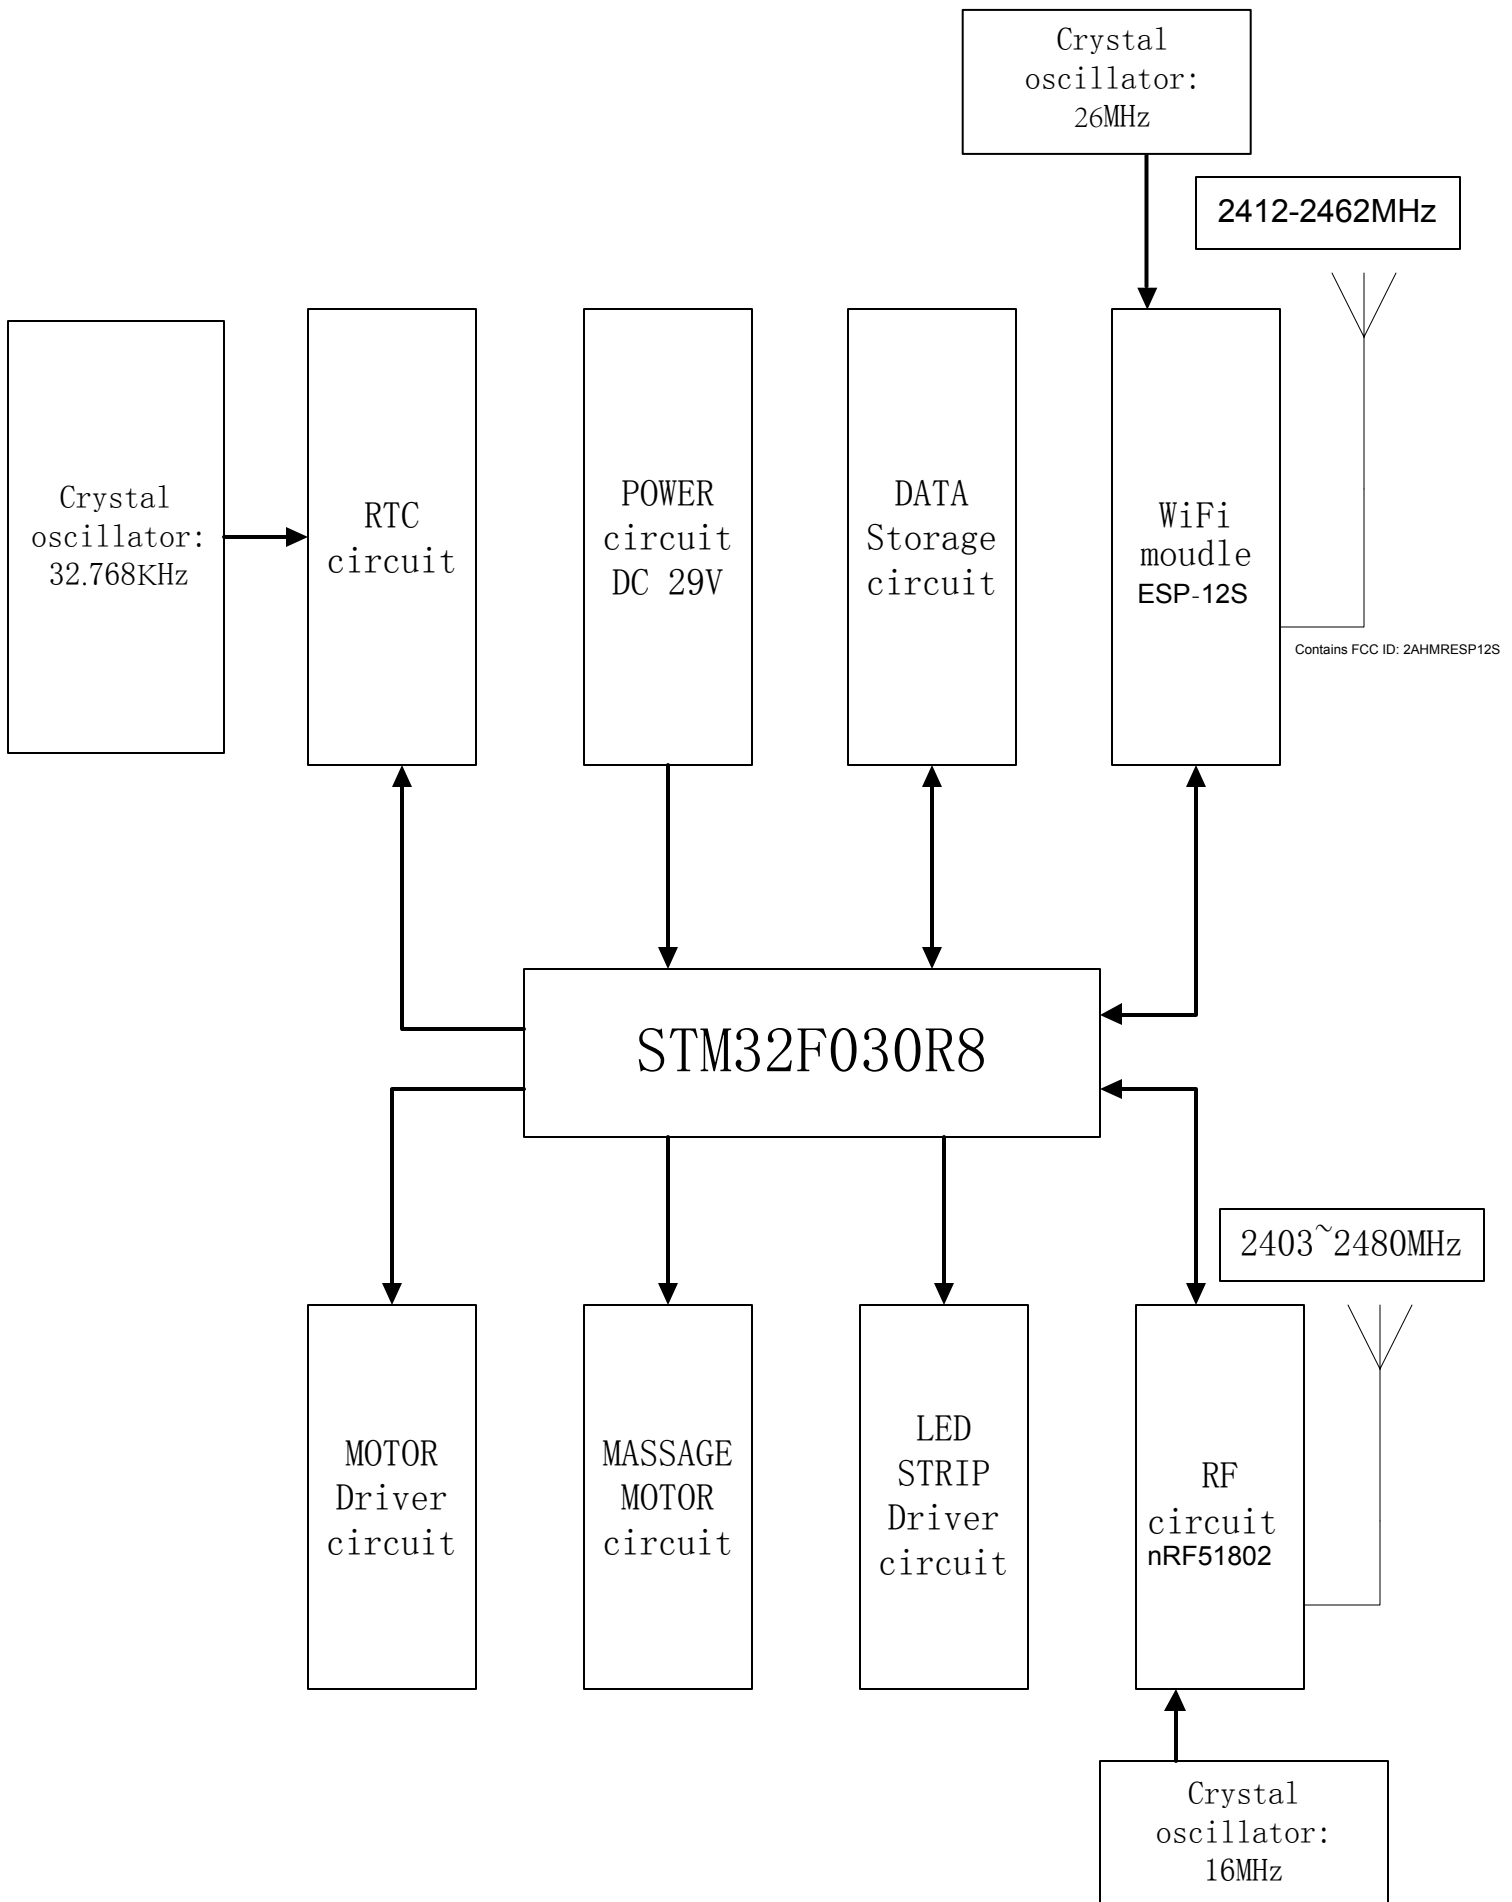 Crystal
oscillator:
26MHz
2412-2462MHz
Crystal
oscillator:
32.768KHz
RTC
circuit
POWER
circuit
DC 29V
DATA
Storage
circuit
WiFi
moudle
ESP-12S
Contains FCC ID: 2AHMRESP12S
STM32F030R8
2403~2480MHz
MOTOR
Driver
circuit
MASSAGE
MOTOR
circuit
LED
STRIP
Driver
circuit
RF
circuit
nRF51802
Crystal
oscillator:
16MHz